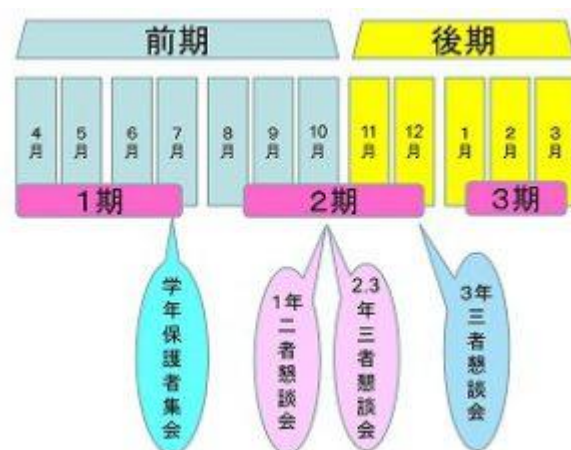 前期
後期
4月
5月
6月
7月
8月
9月
10月
11月
12月
1月
2月
3月
1期
2期
3期
学年保護者集会
1年二者懇談会
2,3年三者懇談会
3年三者懇談会